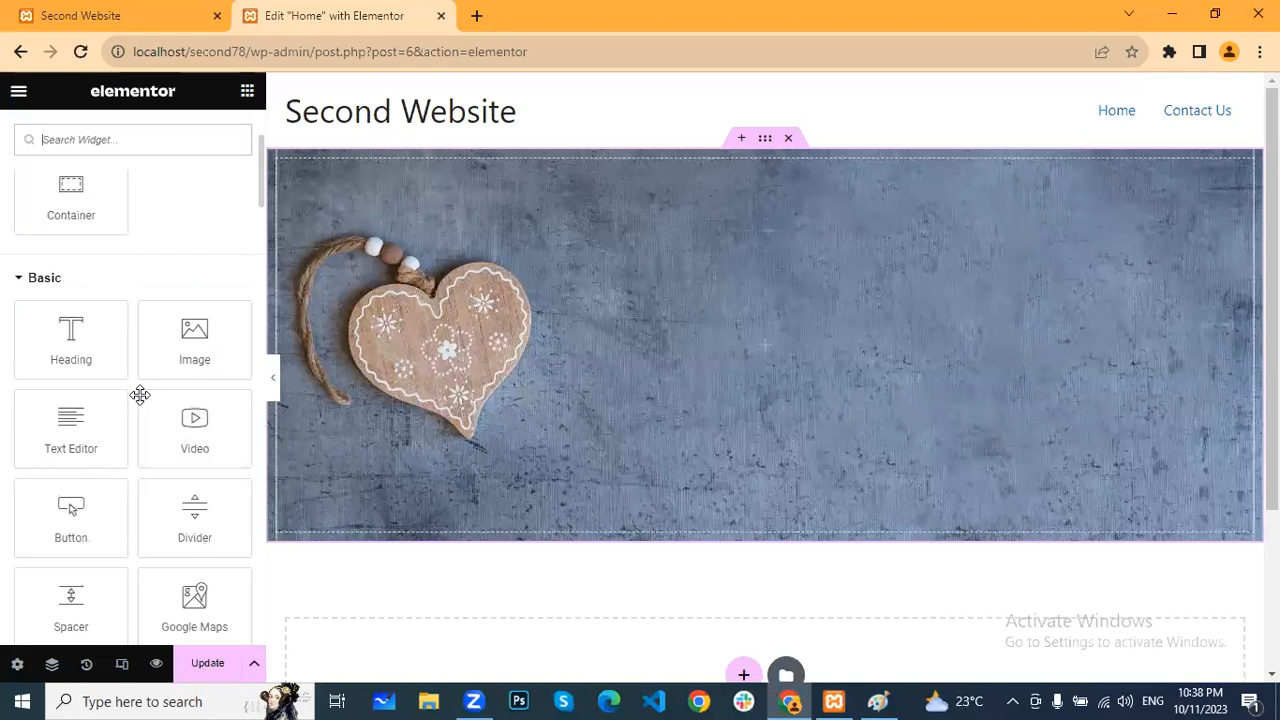 Second Website
Edit "Home" with Elementor
localhost/second78/wp-admin/post.php?post=6&action=elementor
elementor
Search Widget...
Container
Basic
Heading
Image
Text Editor
Video
Button
Divider
Spacer
Google Maps
Update
Second Website
Home
Contact Us
Activate Windows
Go to Settings to activate Windows.
Type here to search
23°C
ENG
10:38 PM
10/11/2023